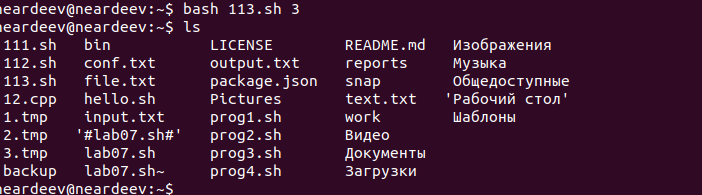 neardeev@neardeev:~$ bash 113.sh 3
neardeev@neardeev:~$ ls
111.sh bin LICENSE README.md Изображения
112.sh conf.txt output.txt reports Музыка
113.sh file.txt package.json snap Общедоступные
12.cpp hello.sh Pictures text.txt 'Рабочий стол'
1.tmp input.txt prog1.sh work Шаблоны
2.tmp '#lab07.sh#' prog2.sh Видео
3.tmp lab07.sh prog3.sh Документы
backup lab07.sh~ prog4.sh Загрузки
neardeev@neardeev:~$